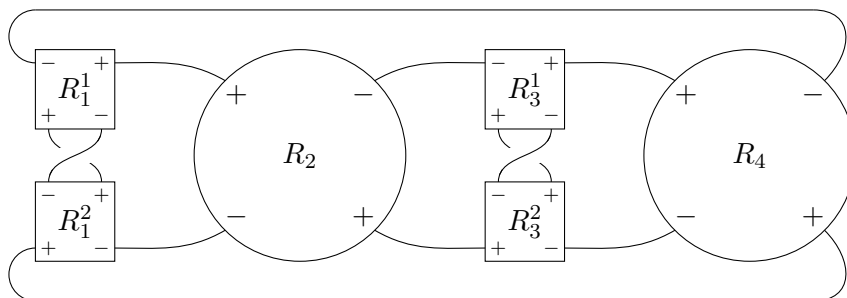 − + − +
R_1^1 + − R_3^1 + −
+ − + −
R_2 R_4
− + − +
R_1^2 − + R_3^2 − +
+ − + −